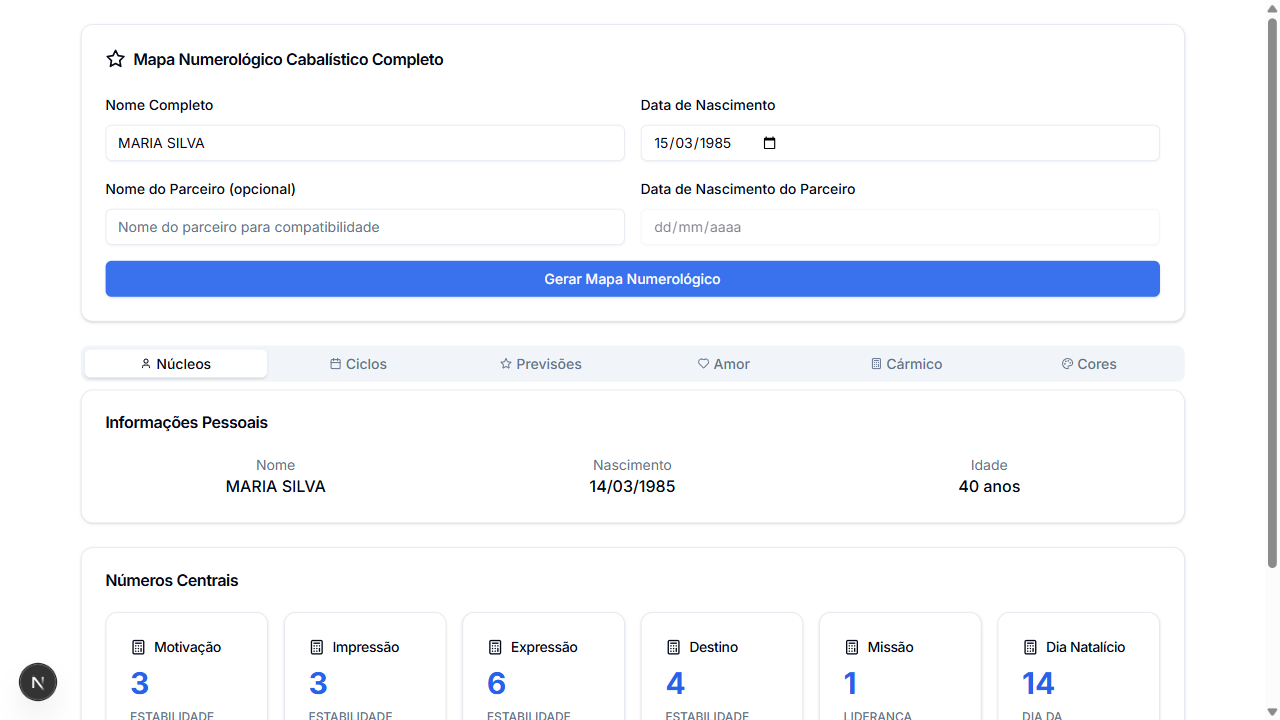 Mapa Numerológico Cabalístico Completo
Nome Completo
Data de Nascimento
MARIA SILVA
15/03/1985
Nome do Parceiro (opcional)
Data de Nascimento do Parceiro
Nome do parceiro para compatibilidade
dd/mm/aaaa
Gerar Mapa Numerológico
Núcleos
Ciclos
Previsões
Amor
Cármico
Cores
Informações Pessoais
Nome
Nascimento
Idade
MARIA SILVA
14/03/1985
40 anos
Números Centrais
Motivação
Impressão
Expressão
Destino
Missão
Dia Natalício
3
3
6
4
1
14
ESTABILIDADE
ESTABILIDADE
ESTABILIDADE
ESTABILIDADE
LIDERANÇA
DIA DA
N